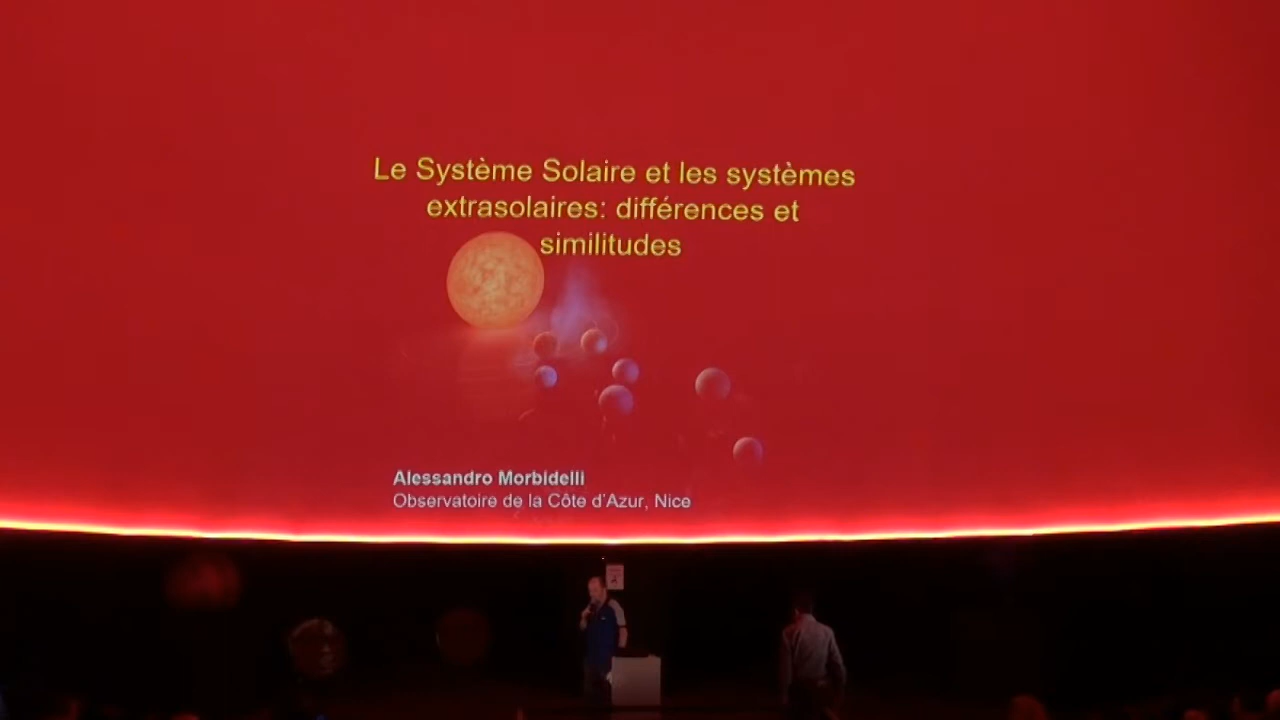 Le Système Solaire et les systèmes
extrasolaires: différences et
similitudes
Alessandro Morbidelli
Observatoire de la Côte d'Azur, Nice